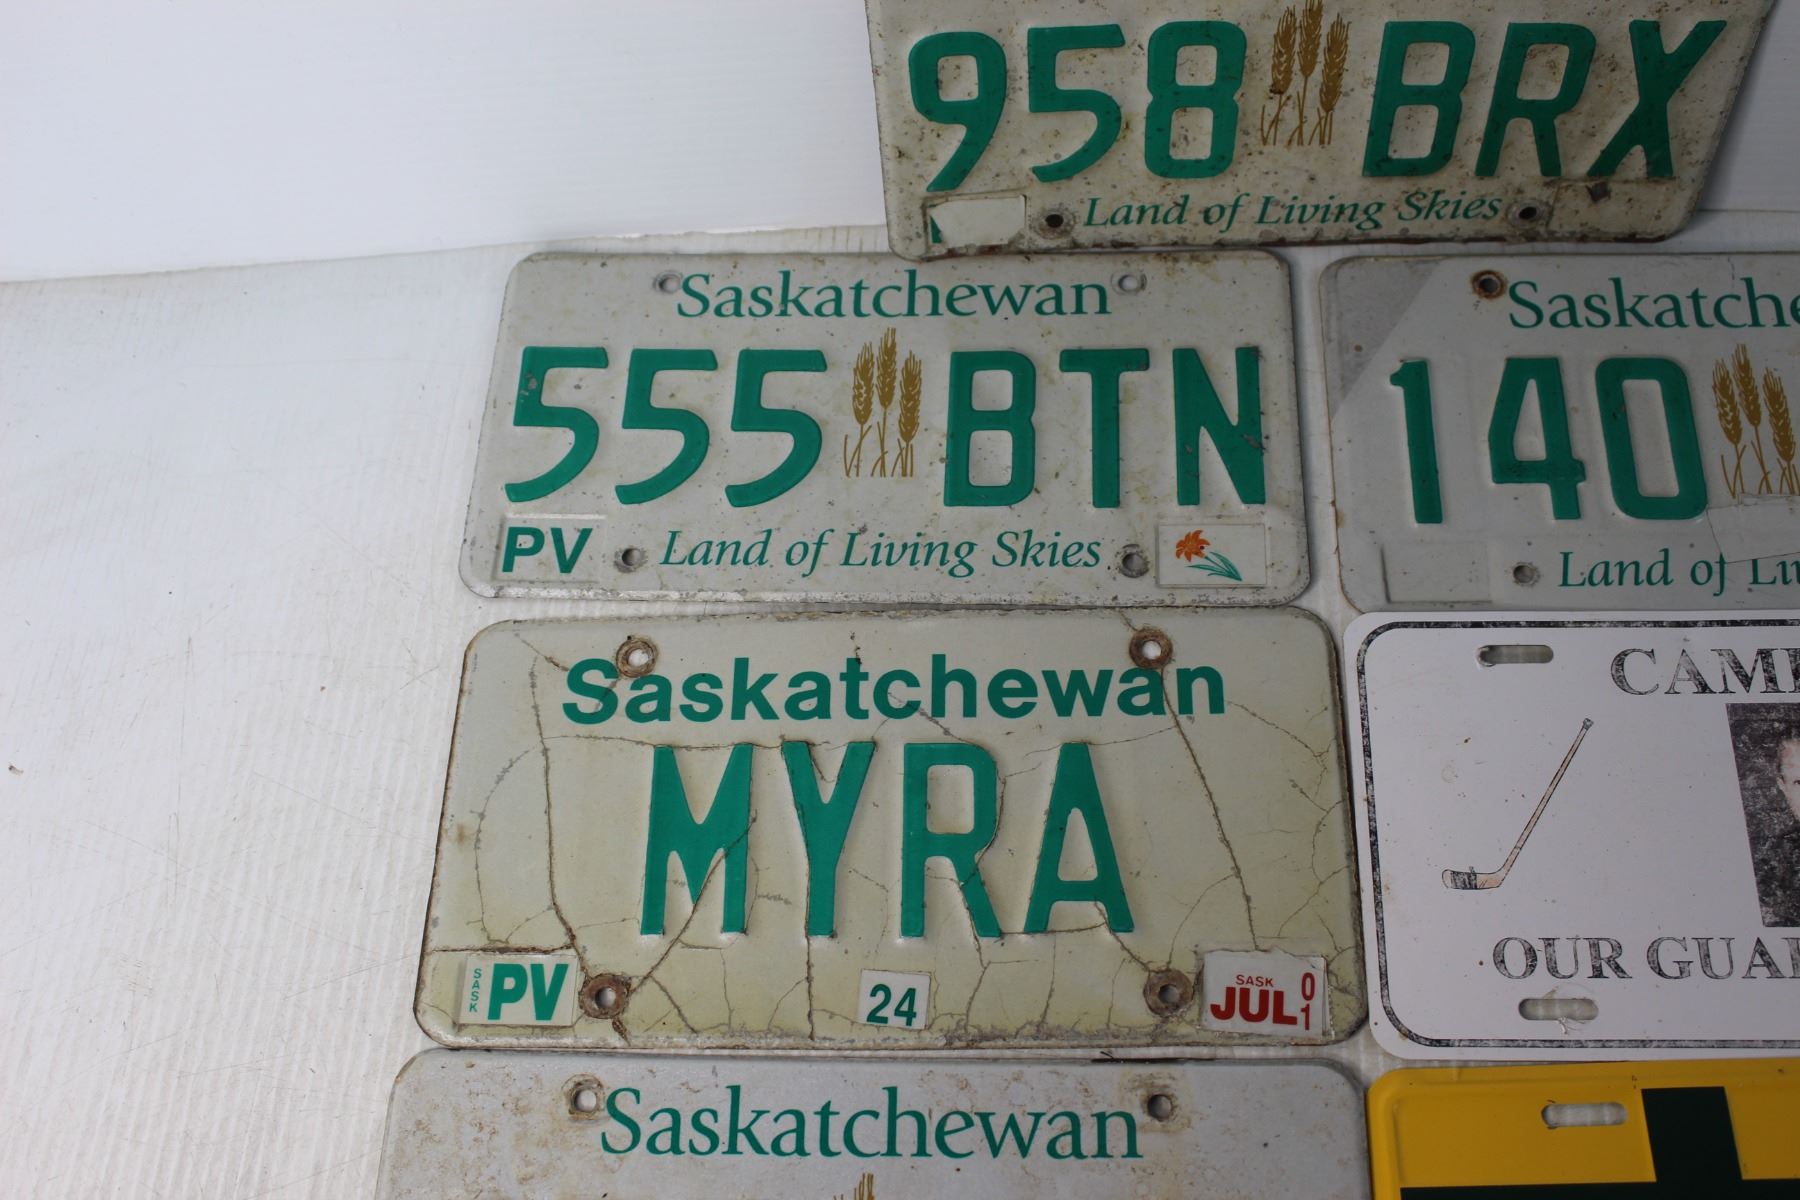 958 BRX
Land of Living Skies
Saskatchewan
555 BTN
PV Land of Living Skies
Saskatche
140
Land of Li
Saskatchewan
MYRA
SASK PV 24 SASK JUL 01
OUR GUA
Saskatchewan